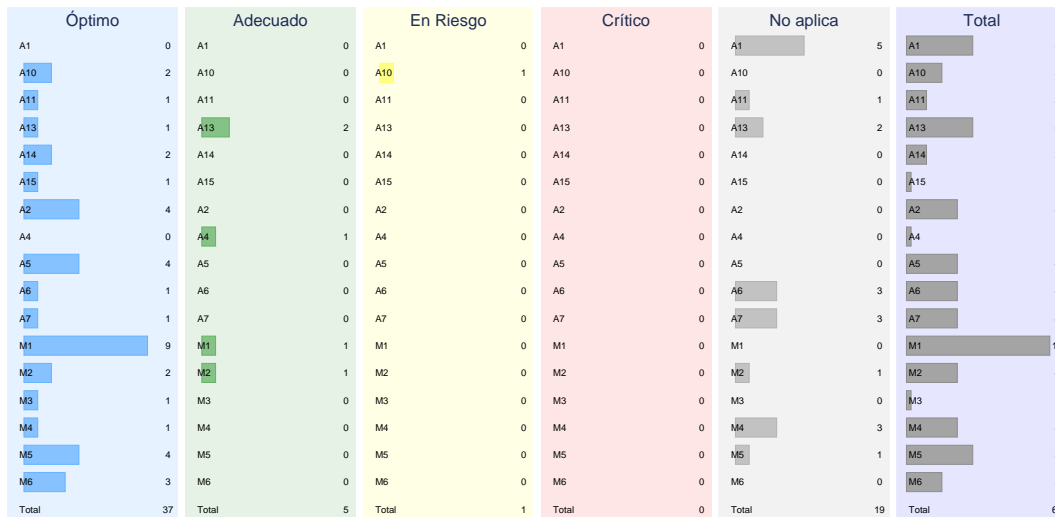 Óptimo Adecuado En Riesgo Crítico No aplica Total
A1 0 A1 0 A1 0 A1 0 A1 5 A1
A10 2 A10 0 A10 1 A10 0 A10 0 A10
A11 1 A11 0 A11 0 A11 0 A11 1 A11
A13 1 A13 2 A13 0 A13 0 A13 2 A13
A14 2 A14 0 A14 0 A14 0 A14 0 A14
A15 1 A15 0 A15 0 A15 0 A15 0 A15
A2 4 A2 0 A2 0 A2 0 A2 0 A2
A4 0 A4 1 A4 0 A4 0 A4 0 A4
A5 4 A5 0 A5 0 A5 0 A5 0 A5
A6 1 A6 0 A6 0 A6 0 A6 3 A6
A7 1 A7 0 A7 0 A7 0 A7 3 A7
M1 9 M1 1 M1 0 M1 0 M1 0 M1
M2 2 M2 1 M2 0 M2 0 M2 1 M2
M3 1 M3 0 M3 0 M3 0 M3 0 M3
M4 1 M4 0 M4 0 M4 0 M4 3 M4
M5 4 M5 0 M5 0 M5 0 M5 1 M5
M6 3 M6 0 M6 0 M6 0 M6 0 M6
Total 37 Total 5 Total 1 Total 0 Total 19 Total